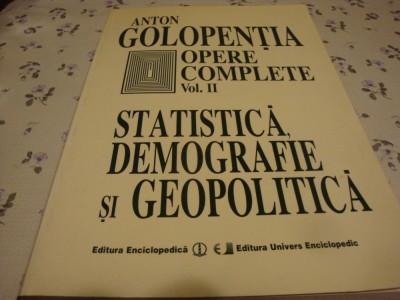 ANTON
GOLOPENȚIA
OPERE
COMPLETE
Vol. II
STATISTICĂ,
DEMOGRAFIE
ȘI GEOPOLITICĂ
Editura Enciclopedică Editura Univers Enciclopedic